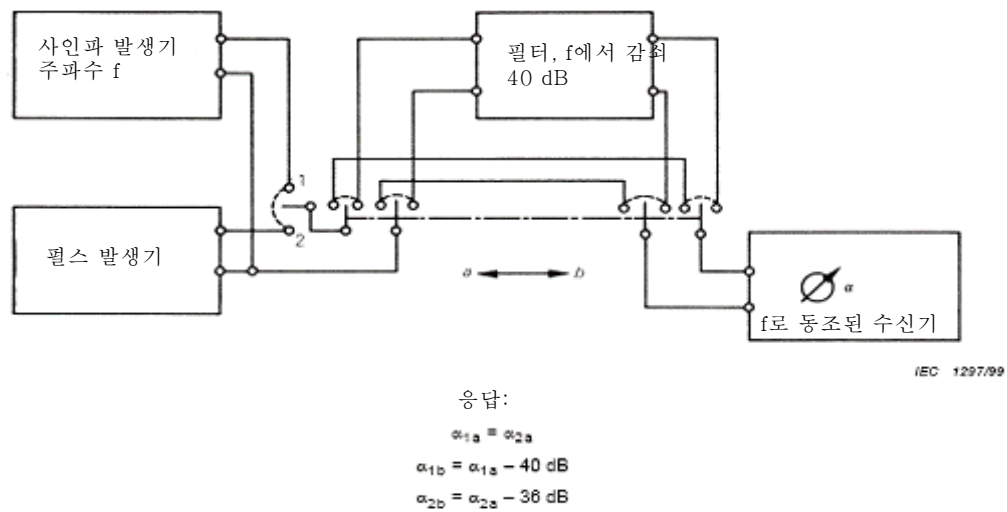 사인파 발생기
주파수 f
필터, f에서 감쇠
40 dB
1
2
펄스 발생기
a
b
α
f로 동조된 수신기
IEC 1297/99
응답:
α1a = α2a
α1b = α1a – 40 dB
α2b = α2a – 36 dB